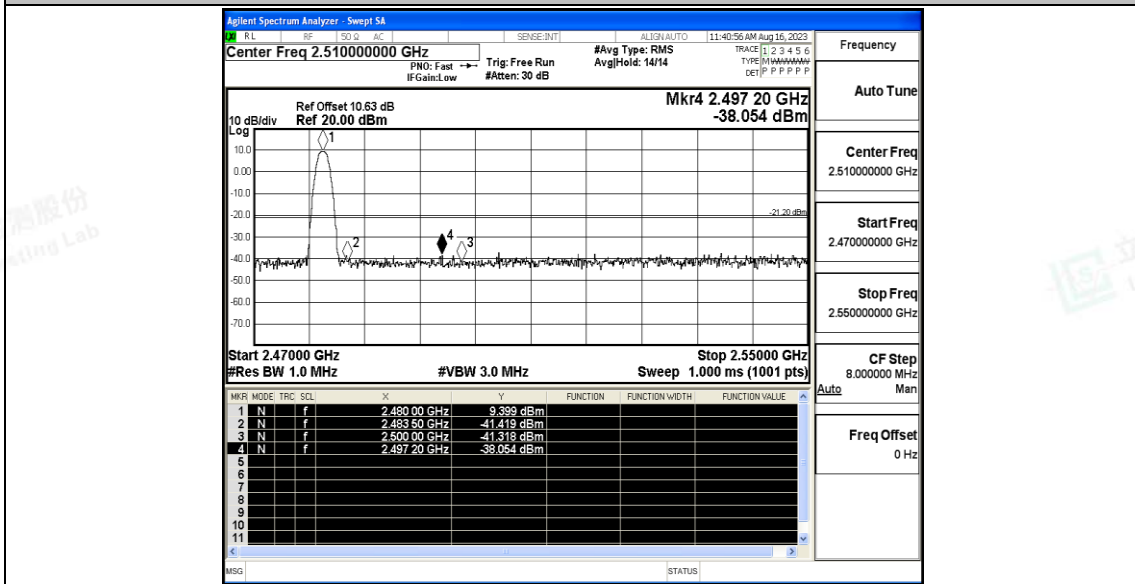 Agilent Spectrum Analyzer - Swept SA
RL RF 50 Ω AC SENSE:INT ALIGN AUTO 11:40:56 AM Aug 16, 2023
Center Freq 2.510000000 GHz
PNO: Fast
IFGain:Low
Trig: Free Run
#Atten: 30 dB
#Avg Type: RMS
Avg|Hold: 14/14
TRACE 1 2 3 4 5 6
TYPE M
DET P P P P P P
Mkr4 2.497 20 GHz
-38.054 dBm
Ref Offset 10.63 dB
10 dB/div Ref 20.00 dBm
Log
10.0
0.00
-10.0
-20.0
-30.0
-40.0
-50.0
-60.0
-70.0
1
2
4
3
-21.20 dBm
Start 2.47000 GHz Stop 2.55000 GHz
#Res BW 1.0 MHz #VBW 3.0 MHz Sweep 1.000 ms (1001 pts)
MKR MODE TRC SCL X Y FUNCTION FUNCTION WIDTH FUNCTION VALUE
1 N f 2.480 00 GHz 9.399 dBm
2 N f 2.483 50 GHz -41.419 dBm
3 N f 2.500 00 GHz -41.318 dBm
4 N f 2.497 20 GHz -38.054 dBm
5
6
7
8
9
10
11
MSG STATUS
Frequency
Auto Tune
Center Freq
2.510000000 GHz
Start Freq
2.470000000 GHz
Stop Freq
2.550000000 GHz
CF Step
8.000000 MHz
Auto Man
Freq Offset
0 Hz
股份
Lab
立